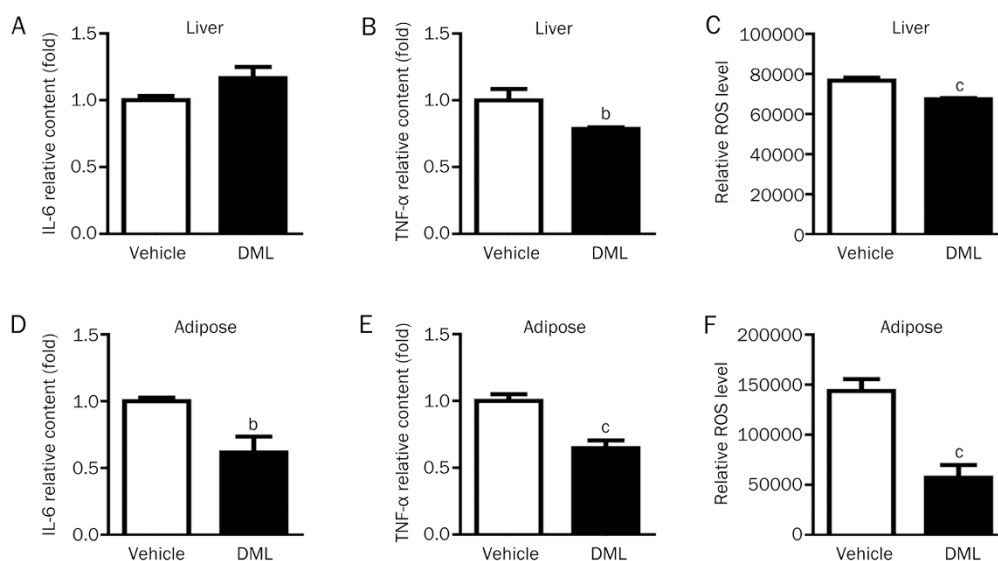 A
Liver
IL-6 relative content (fold)
1.5
1.0
0.5
0.0
Vehicle
DML
B
Liver
TNF-α relative content (fold)
1.5
1.0
b
0.5
0.0
Vehicle
DML
C
Liver
Relative ROS level
100000
80000
c
60000
40000
20000
0
Vehicle
DML
D
Adipose
IL-6 relative content (fold)
1.5
1.0
b
0.5
0.0
Vehicle
DML
E
Adipose
TNF-α relative content (fold)
1.5
1.0
c
0.5
0.0
Vehicle
DML
F
Adipose
Relative ROS level
200000
150000
100000
c
50000
0
Vehicle
DML